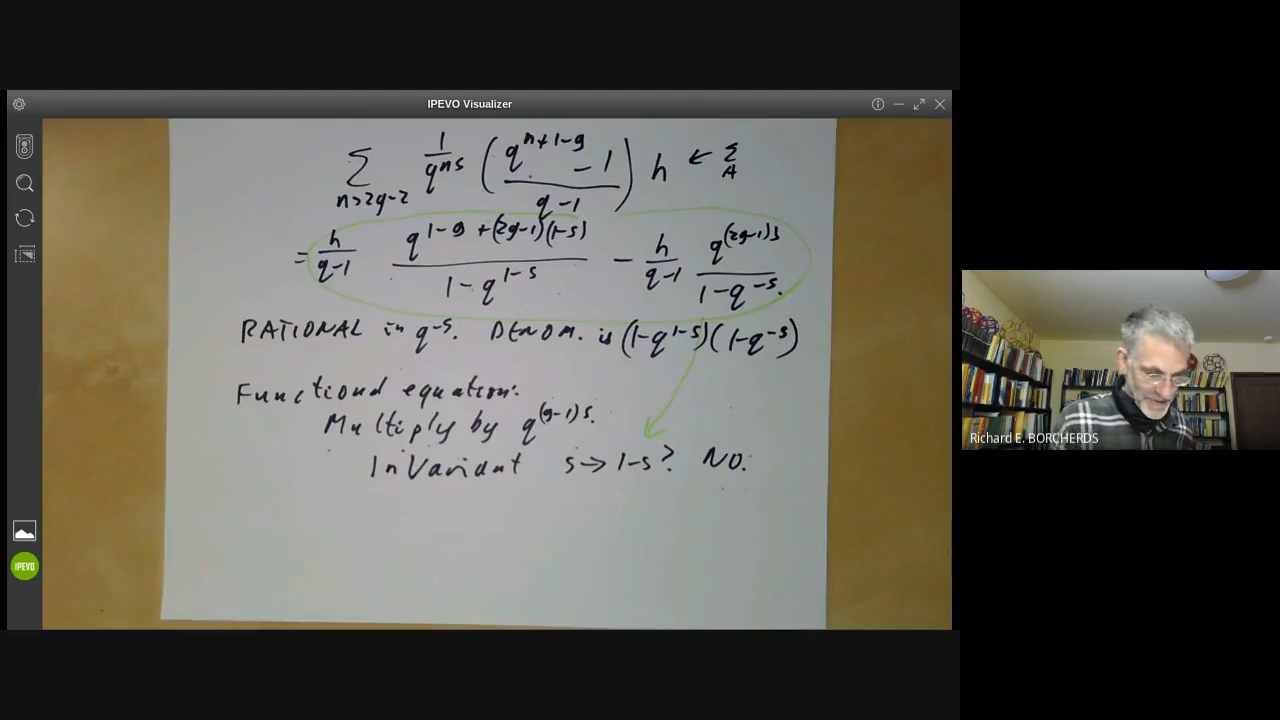 IPEVO Visualizer
∑ n>2g-2 1/q^{ns} ( (q^{n+1-g} - 1)/(q-1) ) h ← ∑ A
= h/(q-1) q^{1-g+(2g-1)(1-s)}/(1-q^{1-s}) - h/(q-1) q^{(2g-1)s}/(1-q^{-s}).
RATIONAL in q^{-s}. DENOM. is (1-q^{1-s})(1-q^{-s})
Functional equation:
Multiply by q^{(g-1)s}.
Invariant s→1-s? No.
IPEVO
Richard E. BORCHERDS